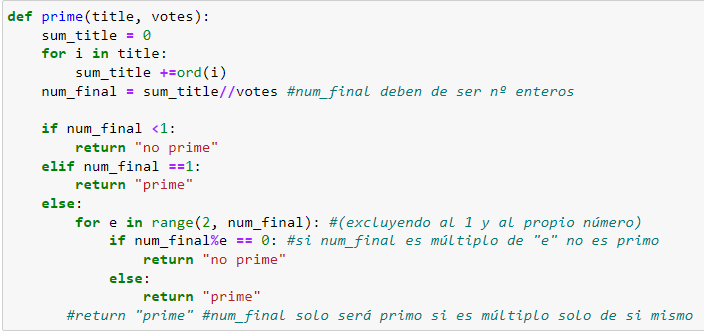 def prime(title, votes):
    sum_title = 0
    for i in title:
        sum_title +=ord(i)
    num_final = sum_title//votes #num_final deben de ser nº enteros

    if num_final <1:
        return "no prime"
    elif num_final ==1:
        return "prime"
    else:
        for e in range(2, num_final): #(excluyendo al 1 y al propio número)
            if num_final%e == 0: #si num_final es múltiplo de "e" no es primo
                return "no prime"
            else:
                return "prime"
       #return "prime" #num_final solo será primo si es múltiplo solo de si mismo